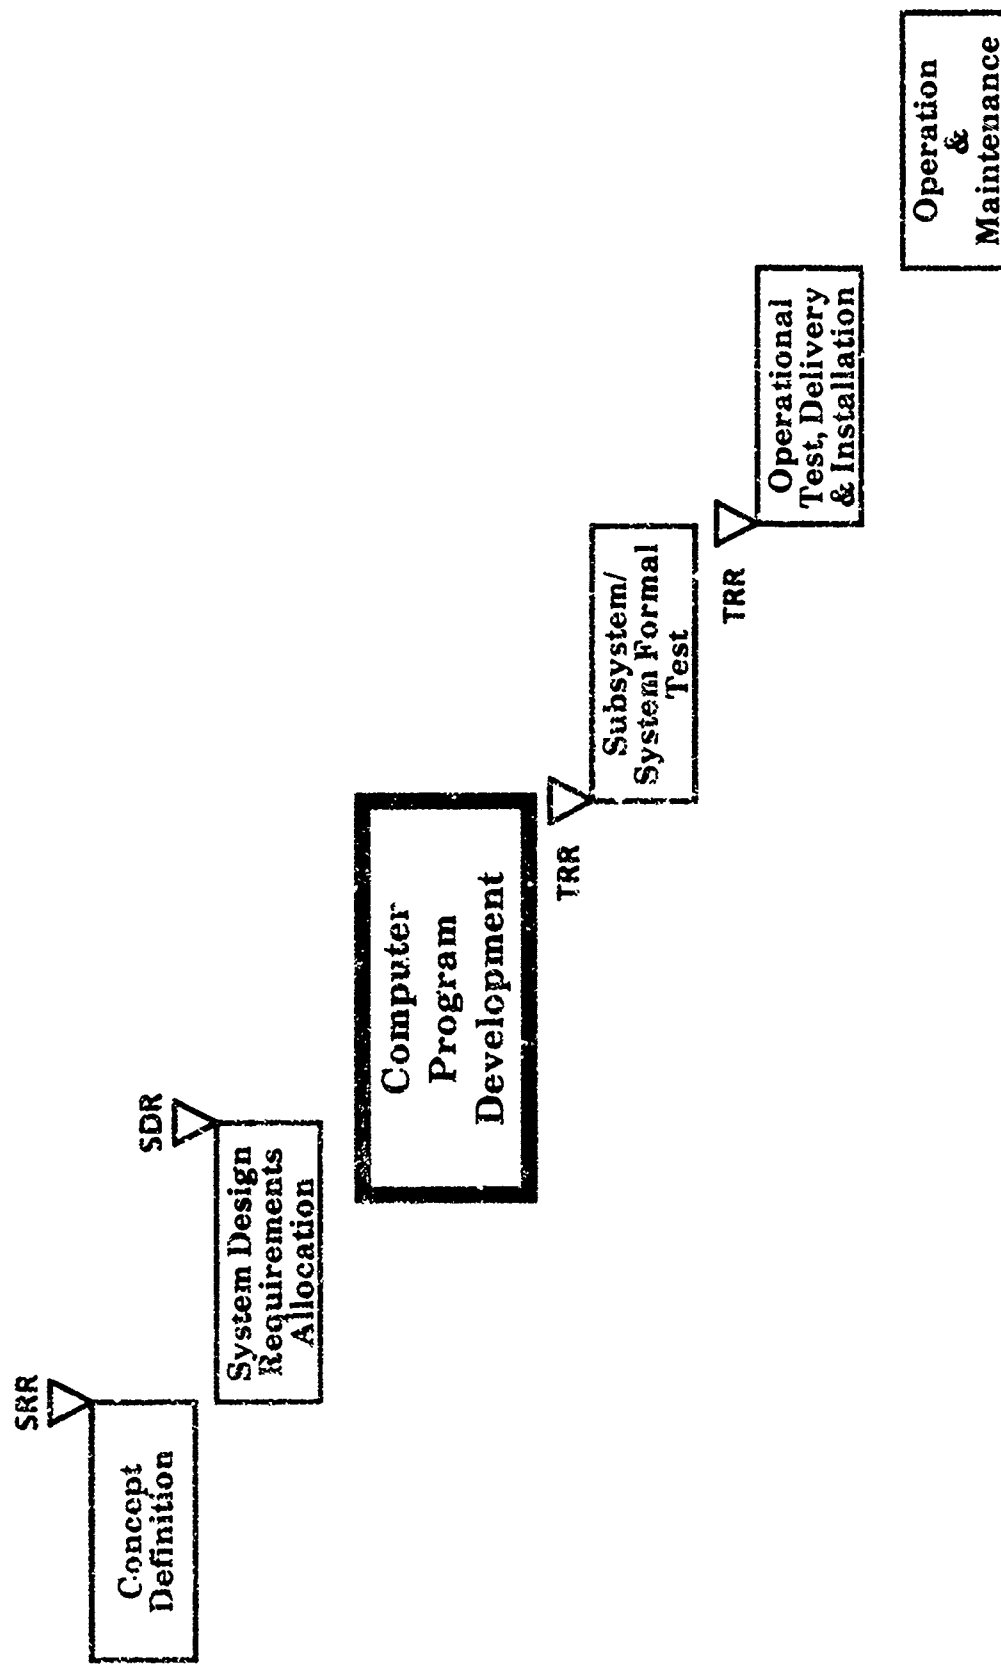 SRR
Concept
Definition
SDR
System Design
Requirements
Allocation
Computer
Program
Development
TRR
Subsystem/
System Formal
Test
TRR
Operational
Test, Delivery
& Installation
Operation
&
Maintenance